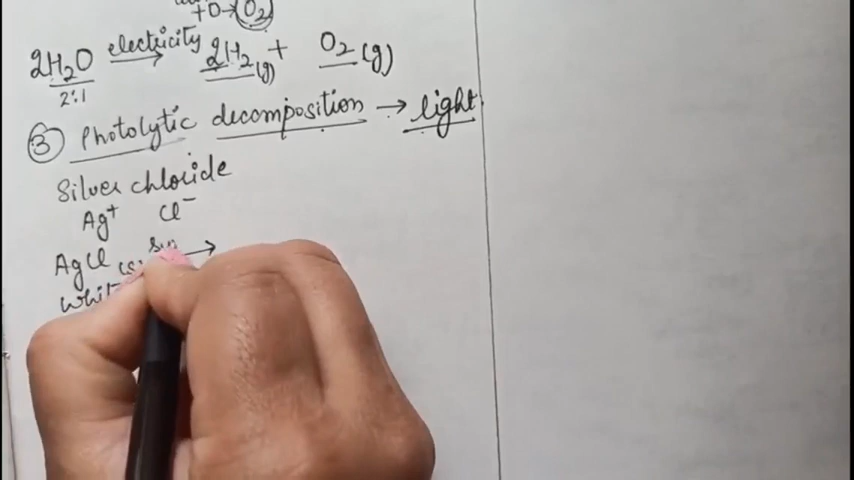 +O→O2
2H2O electricity→ 2H2(g) + O2(g)
2:1
③ Photolytic decomposition → light
Silver chloride
Ag+ Cl−
AgCl →